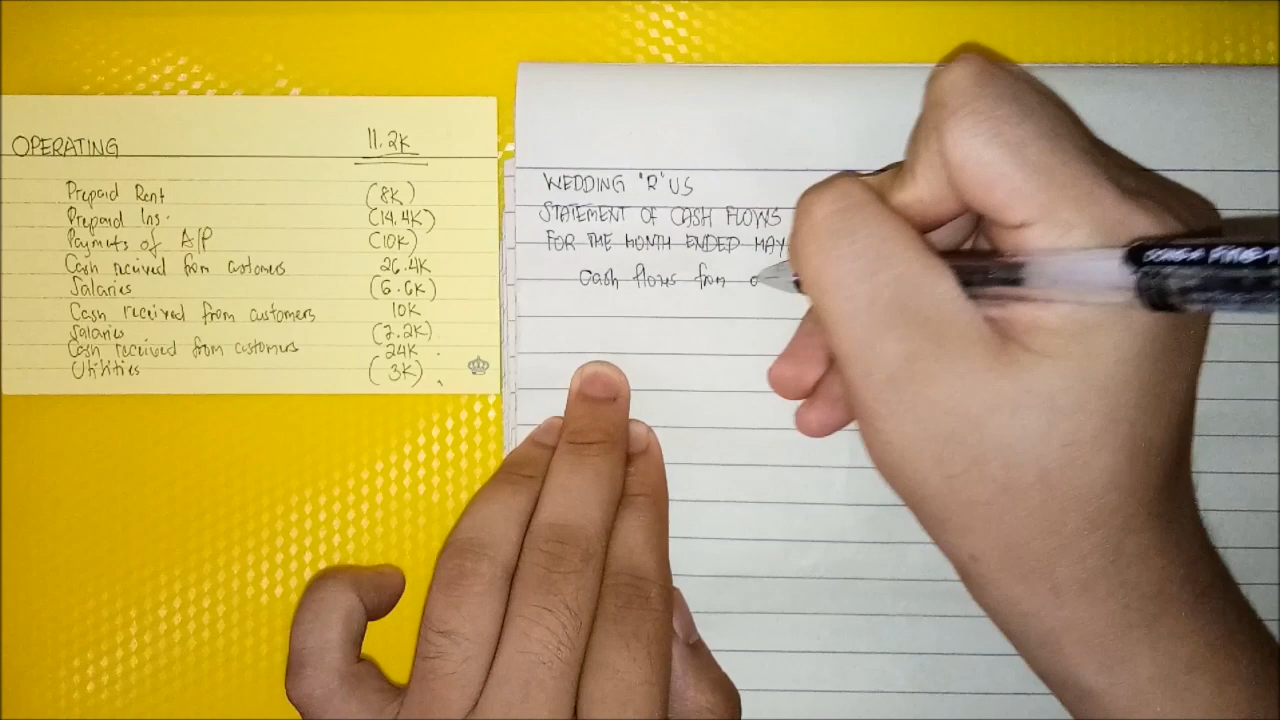 OPERATING 11.2K
Prepaid Rent (8K)
Prepaid Ins. (14.4K)
Payments of A/P (10K)
Cash received from customers 26.4K
Salaries (6.6K)
Cash received from customers 10K
Salaries (7.2K)
Cash received from customers 24K
Utilities (3K)
WEDDING "R" US
STATEMENT OF CASH FLOWS
FOR THE MONTH ENDED MAY
Cash flows from o